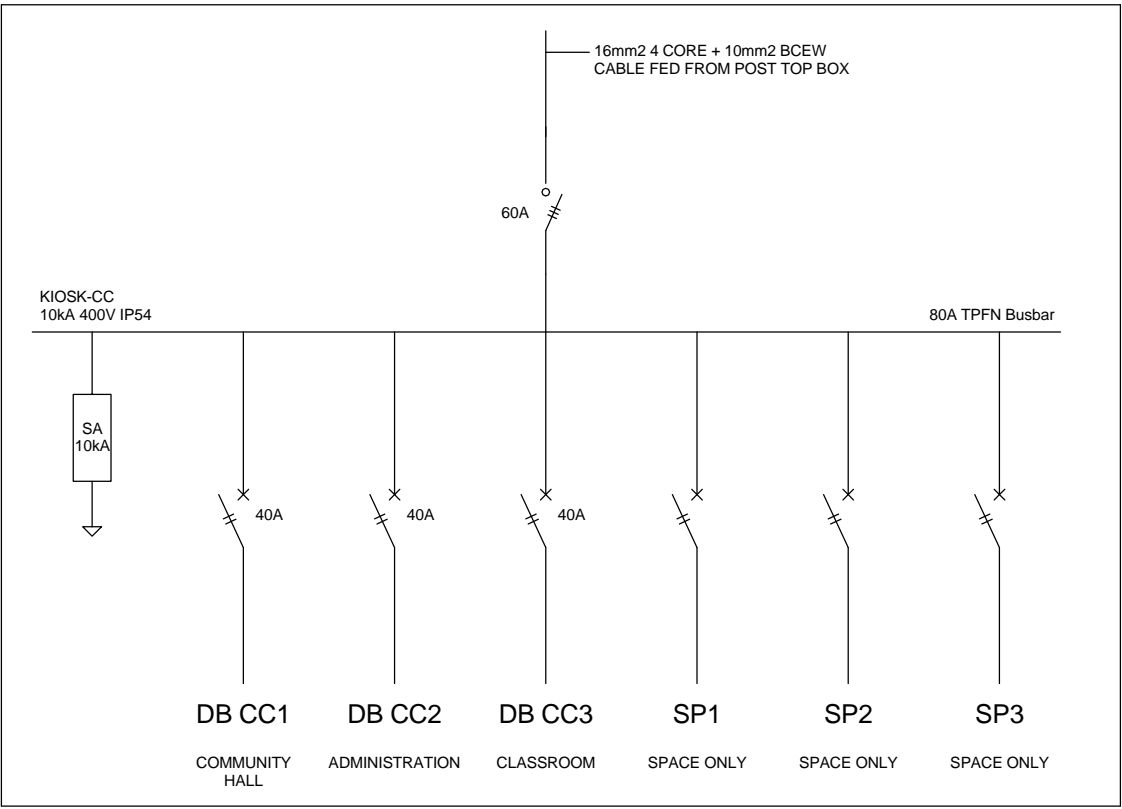 16mm2 4 CORE + 10mm2 BCEW
CABLE FED FROM POST TOP BOX
60A
KIOSK-CC
10kA 400V IP54
80A TPFN Busbar
SA
10kA
40A
40A
40A
DB CC1
DB CC2
DB CC3
SP1
SP2
SP3
COMMUNITY
HALL
ADMINISTRATION
CLASSROOM
SPACE ONLY
SPACE ONLY
SPACE ONLY